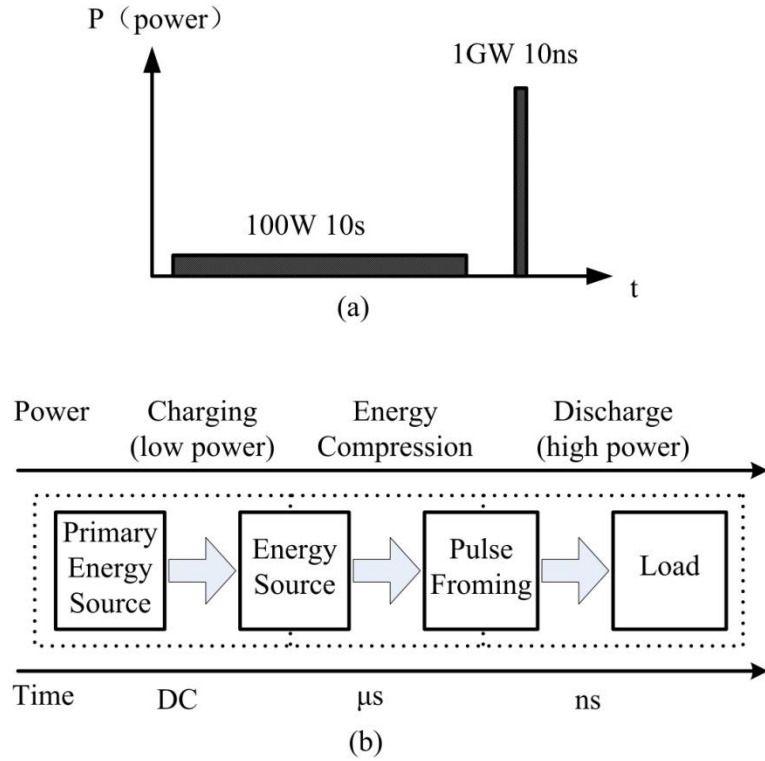 P（power）
1GW 10ns
100W 10s
t
(a)
Power
Charging
(low power)
Energy
Compression
Discharge
(high power)
Primary
Energy
Source
Energy
Source
Pulse
Froming
Load
Time
DC
μs
ns
(b)